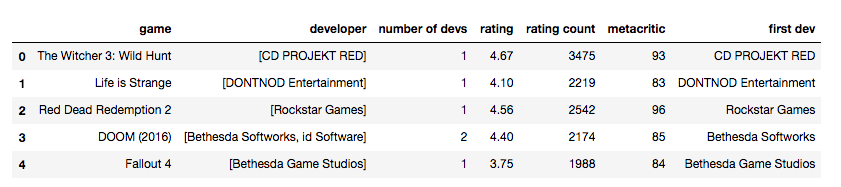 game developer number of devs rating rating count metacritic first dev
0 The Witcher 3: Wild Hunt [CD PROJEKT RED] 1 4.67 3475 93 CD PROJEKT RED
1 Life is Strange [DONTNOD Entertainment] 1 4.10 2219 83 DONTNOD Entertainment
2 Red Dead Redemption 2 [Rockstar Games] 1 4.56 2542 96 Rockstar Games
3 DOOM (2016) [Bethesda Softworks, id Software] 2 4.40 2174 85 Bethesda Softworks
4 Fallout 4 [Bethesda Game Studios] 1 3.75 1988 84 Bethesda Game Studios